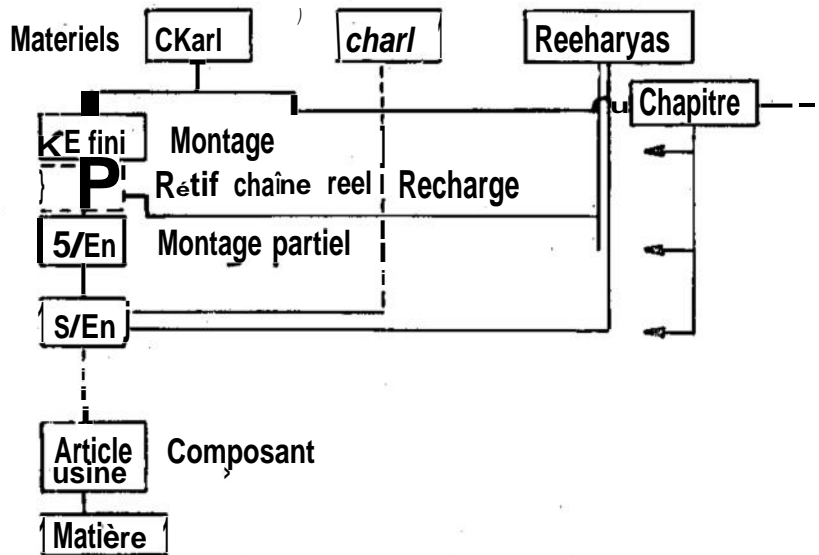 Materiels CKarl charl Reeharyas
u Chapitre
KE fini Montage
P Rétif chaîne reel Recharge
5/En Montage partiel
S/En
Article usine Composant
Matière